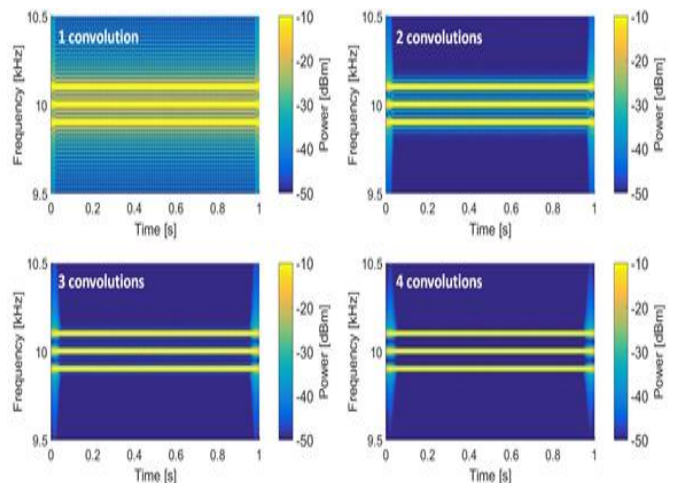 1 convolution
10.5
10
9.5
Frequency [kHz]
0 0.2 0.4 0.6 0.8 1
Time [s]
-10
-20
-30
-40
-50
Power [dBm]
2 convolutions
10.5
10
9.5
Frequency [kHz]
0 0.2 0.4 0.6 0.8 1
Time [s]
-10
-20
-30
-40
-50
Power [dBm]
3 convolutions
10.5
10
9.5
Frequency [kHz]
0 0.2 0.4 0.6 0.8 1
Time [s]
-10
-20
-30
-40
-50
Power [dBm]
4 convolutions
10.5
10
9.5
Frequency [kHz]
0 0.2 0.4 0.6 0.8 1
Time [s]
-10
-20
-30
-40
-50
Power [dBm]